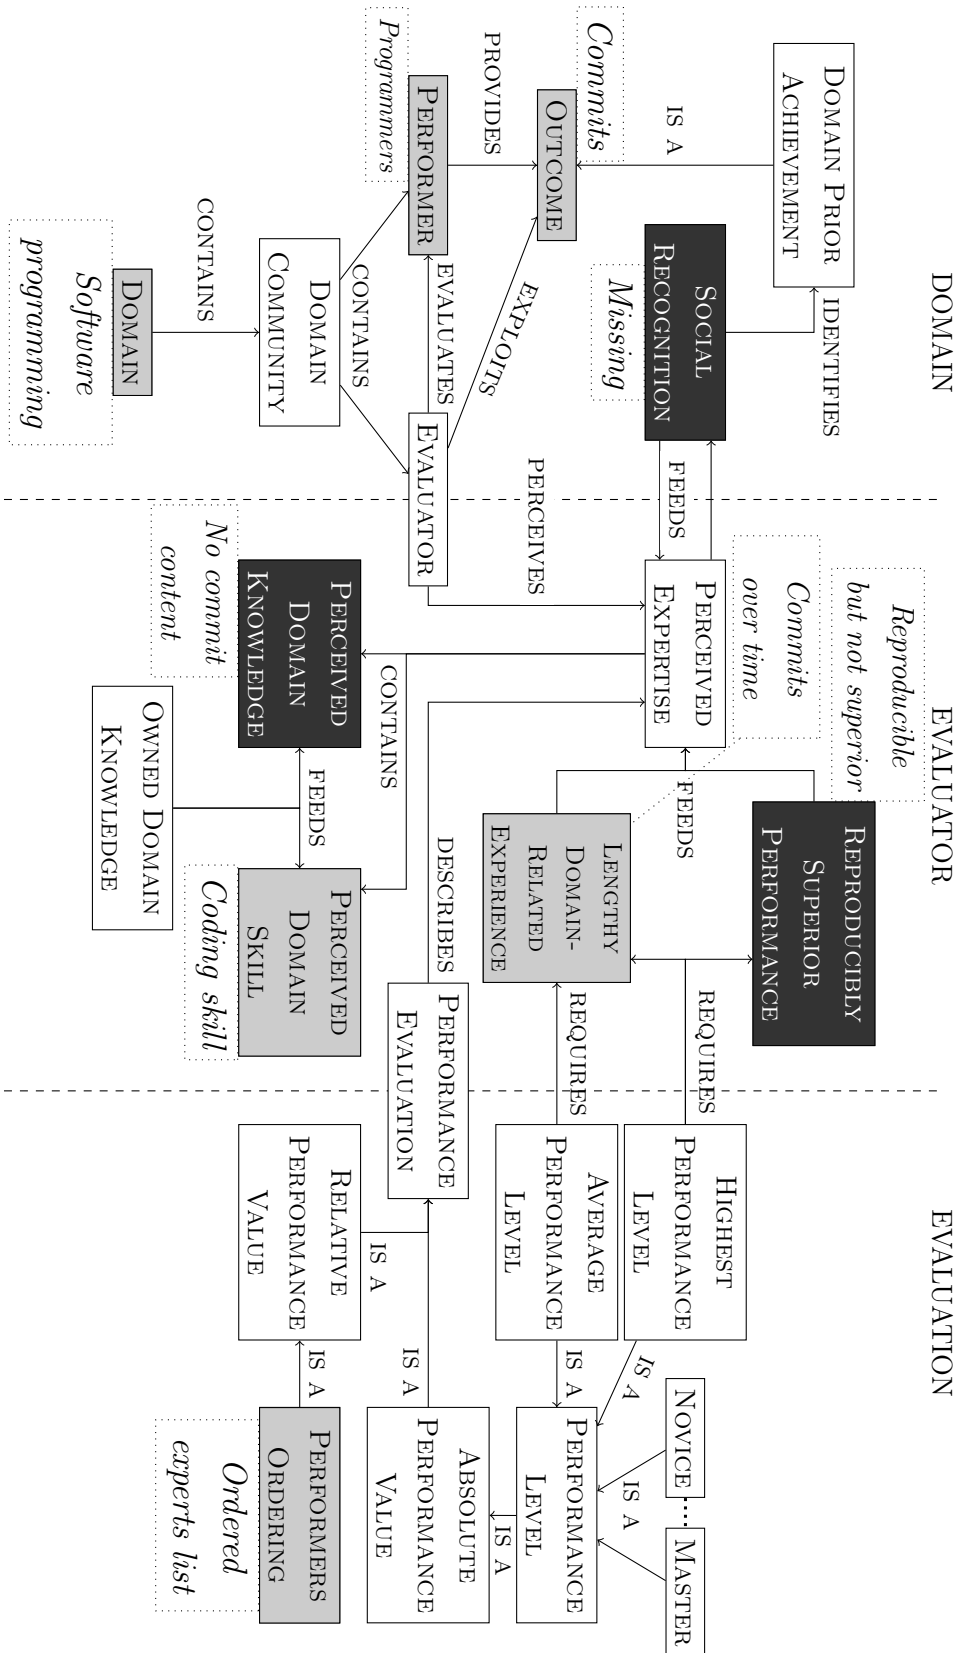 DOMAIN
EVALUATOR
EVALUATION
DOMAIN PRIOR
ACHIEVEMENT
IDENTIFIES
IS A
SOCIAL
RECOGNITION
Missing
Commits
OUTCOME
PROVIDES
EXPLOITS
PERFORMER
Programmers
EVALUATES
EVALUATOR
CONTAINS
DOMAIN
COMMUNITY
CONTAINS
DOMAIN
Software
programming
FEEDS
PERCEIVES
Reproducible
but not superior
REPRODUCIBLY
SUPERIOR
PERFORMANCE
Commits
over time
PERCEIVED
EXPERTISE
FEEDS
LENGTHY
DOMAIN-
RELATED
EXPERIENCE
CONTAINS
DESCRIBES
PERCEIVED
DOMAIN
KNOWLEDGE
No commit
content
FEEDS
PERCEIVED
DOMAIN
SKILL
Coding skill
OWNED DOMAIN
KNOWLEDGE
REQUIRES
REQUIRES
HIGHEST
PERFORMANCE
LEVEL
AVERAGE
PERFORMANCE
LEVEL
IS A
IS A
NOVICE
MASTER
IS A
PERFORMANCE
LEVEL
IS A
PERFORMANCE
EVALUATION
IS A
ABSOLUTE
PERFORMANCE
VALUE
IS A
RELATIVE
PERFORMANCE
VALUE
IS A
PERFORMERS
ORDERING
Ordered
experts list